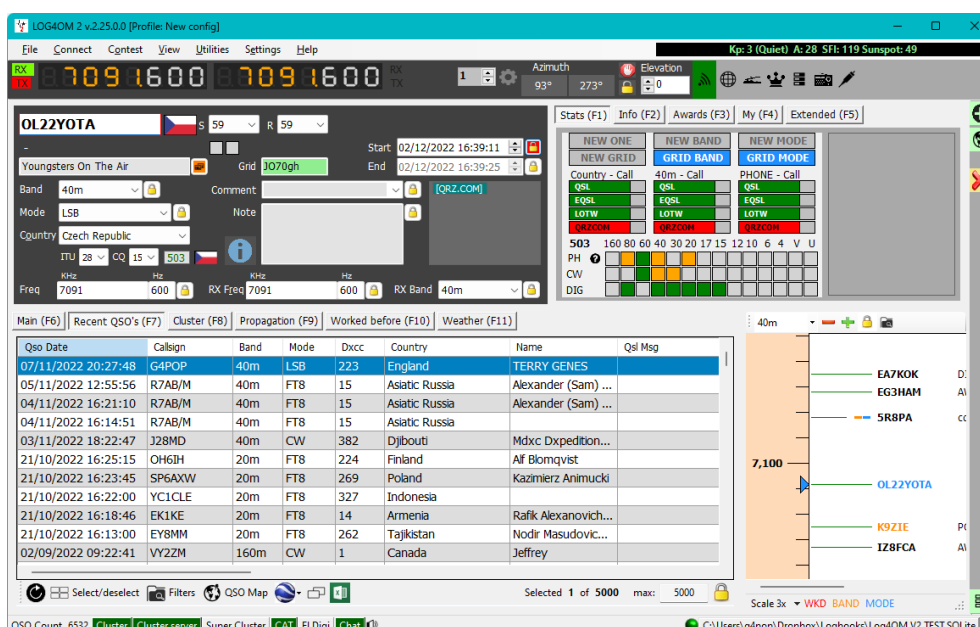 LOG4OM 2 v.2.25.0.0 [Profile: New config]
File Connect Contest View Utilities Settings Help
Kp: 3 (Quiet) A: 28 SFI: 119 Sunspot: 49
RX TX 7091.600 7091.600 RX TX 1 Azimuth 93° 273° Elevation 0
OL22YOTA S 59 R 59
Stats (F1) Info (F2) Awards (F3) My (F4) Extended (F5)
- Start 02/12/2022 16:39:11
Youngsters On The Air Grid JO70gh End 02/12/2022 16:39:25
Band 40m Comment [QRZ.COM]
Mode LSB Note
Country Czech Republic
ITU 28 CQ 15 503
KHz Hz KHz Hz
Freq 7091 600 RX Freq 7091 600 RX Band 40m
NEW ONE NEW BAND NEW MODE
NEW GRID GRID BAND GRID MODE
Country - Call 40m - Call PHONE - Call
QSL QSL QSL
EQSL EQSL EQSL
LOTW LOTW LOTW
QRZCOM QRZCOM QRZCOM
503 160 80 60 40 30 20 17 15 12 10 6 4 V U
PH ?
CW
DIG
Main (F6) Recent QSO's (F7) Cluster (F8) Propagation (F9) Worked before (F10) Weather (F11)
Qso Date Callsign Band Mode Dxcc Country Name Qsl Msg
07/11/2022 20:27:48 G4POP 40m LSB 223 England TERRY GENES
05/11/2022 12:55:56 R7AB/M 40m FT8 15 Asiatic Russia Alexander (Sam) ...
04/11/2022 16:21:10 R7AB/M 40m FT8 15 Asiatic Russia Alexander (Sam) ...
04/11/2022 16:14:51 R7AB/M 40m FT8 15 Asiatic Russia
03/11/2022 18:22:47 J28MD 40m CW 382 Djibouti Mdxc Dxpedition...
21/10/2022 16:25:15 OH6IH 20m FT8 224 Finland Alf Blomqvist
21/10/2022 16:23:45 SP6AXW 20m FT8 269 Poland Kazimierz Animucki
21/10/2022 16:22:00 YC1CLE 20m FT8 327 Indonesia
21/10/2022 16:18:46 EK1KE 20m FT8 14 Armenia Rafik Alexanovich...
21/10/2022 16:13:00 EY8MM 20m FT8 262 Tajikistan Nodir Masudovic...
02/09/2022 09:22:41 VY2ZM 160m CW 1 Canada Jeffrey
40m
EA7KOK
EG3HAM
5R8PA
7,100
OL22YOTA
K9ZIE
IZ8FCA
Select/deselect Filters QSO Map Selected 1 of 5000 max: 5000
Scale 3x WKD BAND MODE
QSO Count 6532 Cluster Cluster server Super Cluster CAT FLDigi Chat C:\Users\g4pop\Dropbox\Logbooks\Log4OM V2 TEST.SQLite